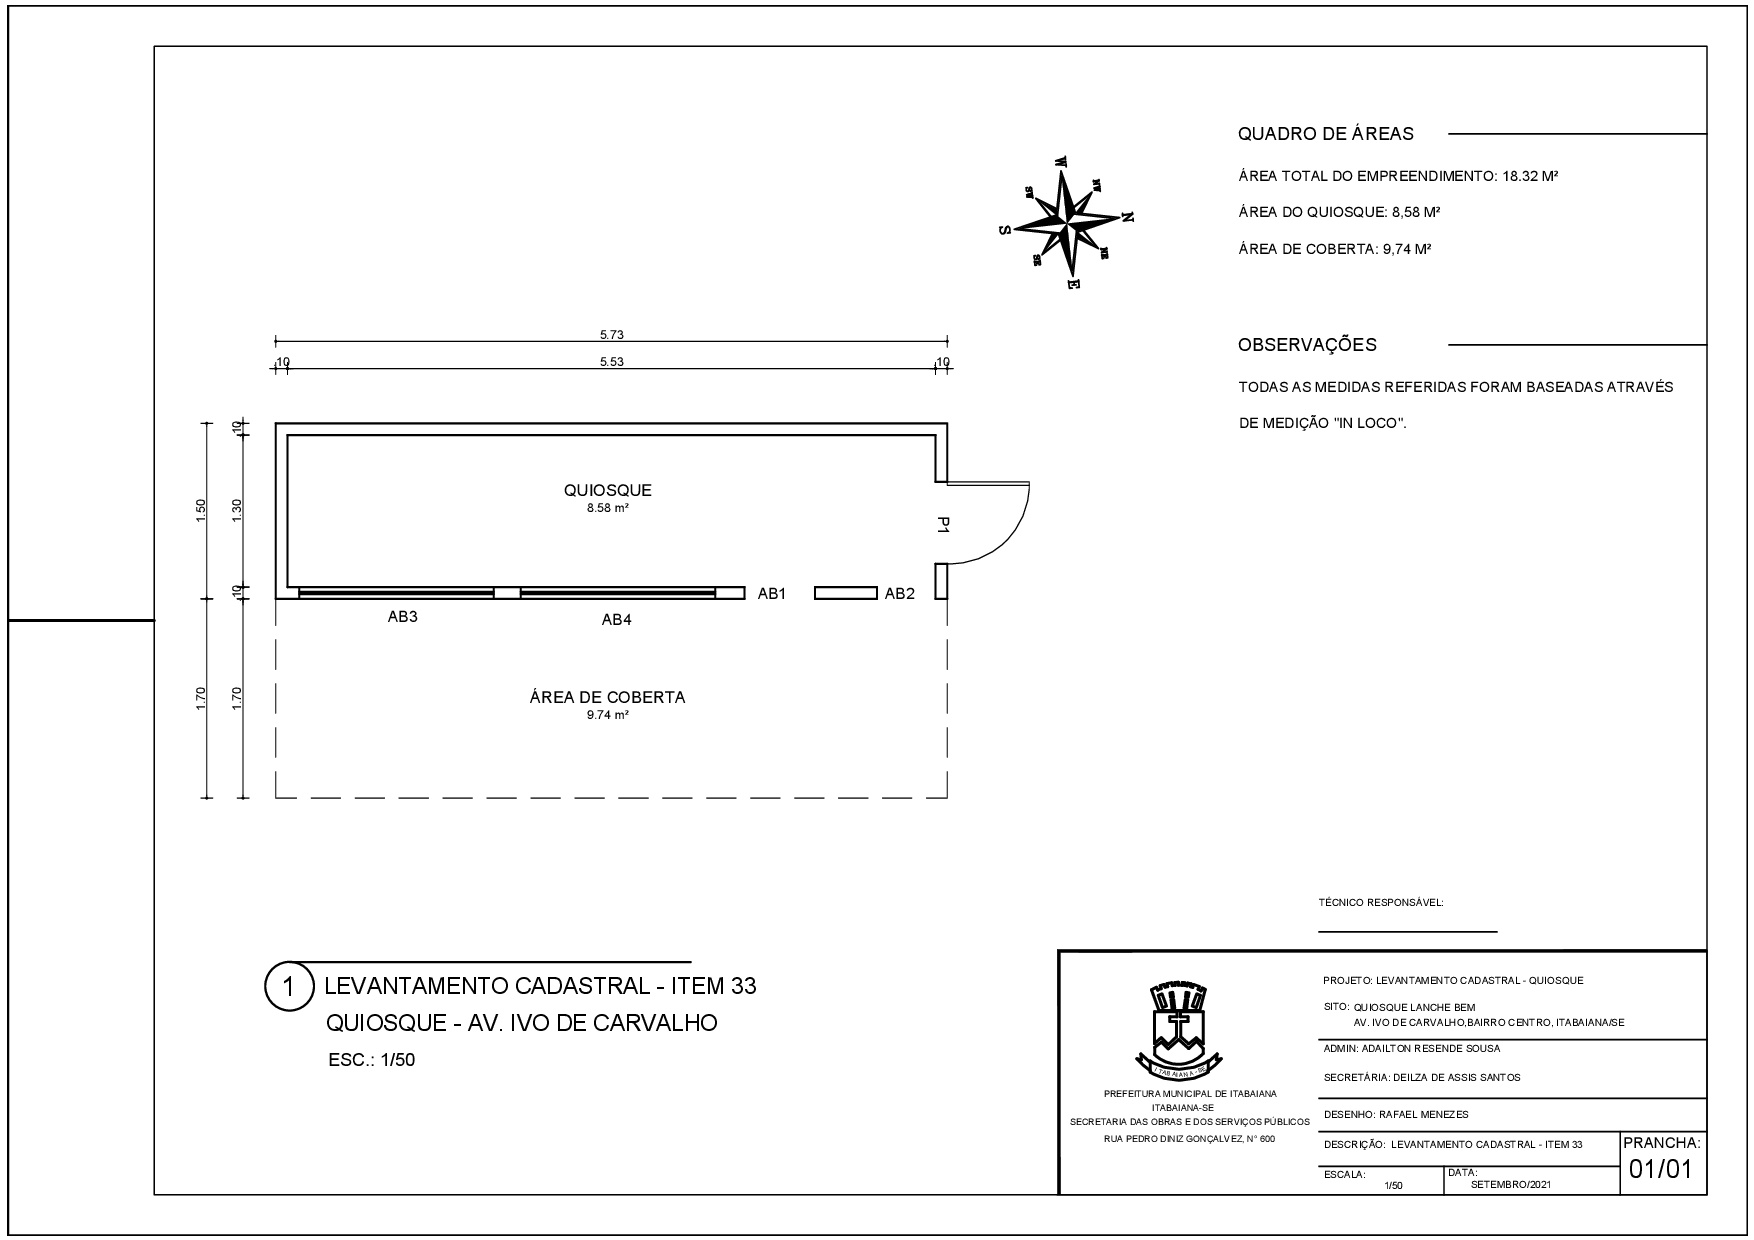 QUADRO DE ÁREAS
ÁREA TOTAL DO EMPREENDIMENTO: 18.32 M²
ÁREA DO QUIOSQUE: 8,58 M²
ÁREA DE COBERTA: 9,74 M²
W
NW
N
NE
E
SE
S
SW
OBSERVAÇÕES
TODAS AS MEDIDAS REFERIDAS FORAM BASEADAS ATRAVÉS
DE MEDIÇÃO "IN LOCO".
5.73
.10
5.53
.10
.10
1.50
1.30
.10
1.70
1.70
QUIOSQUE
8.58 m²
P1
AB1
AB2
AB3
AB4
ÁREA DE COBERTA
9.74 m²
1
LEVANTAMENTO CADASTRAL - ITEM 33
QUIOSQUE - AV. IVO DE CARVALHO
ESC.: 1/50
TÉCNICO RESPONSÁVEL:
ITABAIANA-SE
PREFEITURA MUNICIPAL DE ITABAIANA
ITABAIANA-SE
SECRETARIA DAS OBRAS E DOS SERVIÇOS PÚBLICOS
RUA PEDRO DINIZ GONÇALVEZ, N° 600
PROJETO: LEVANTAMENTO CADASTRAL - QUIOSQUE
SITO: QUIOSQUE LANCHE BEM
AV. IVO DE CARVALHO,BAIRRO CENTRO, ITABAIANA/SE
ADMIN: ADAILTON RESENDE SOUSA
SECRETÁRIA: DEILZA DE ASSIS SANTOS
DESENHO: RAFAEL MENEZES
DESCRIÇÃO: LEVANTAMENTO CADASTRAL - ITEM 33
ESCALA:
1/50
DATA:
SETEMBRO/2021
PRANCHA:
01/01